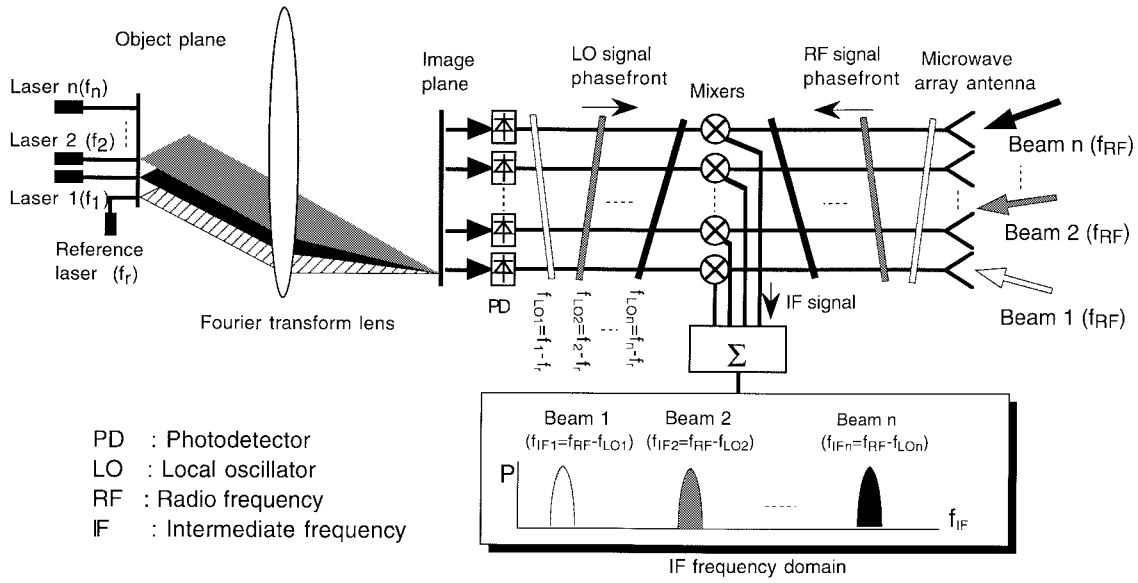 Object plane
Laser n(fn)
Laser 2 (f2)
Laser 1(f1)
Reference
laser (fr)
Fourier transform lens
Image
plane
PD
LO signal
phasefront
Mixers
RF signal
phasefront
Microwave
array antenna
Beam n (fRF)
Beam 2 (fRF)
Beam 1 (fRF)
fLO1=f1-fr
fLO2=f2-fr
fLOn=fn-fr
IF signal
Σ
Beam 1
(fIF1=fRF-fLO1)
Beam 2
(fIF2=fRF-fLO2)
Beam n
(fIFn=fRF-fLOn)
P
fIF
IF frequency domain
PD : Photodetector
LO : Local oscillator
RF : Radio frequency
IF : Intermediate frequency